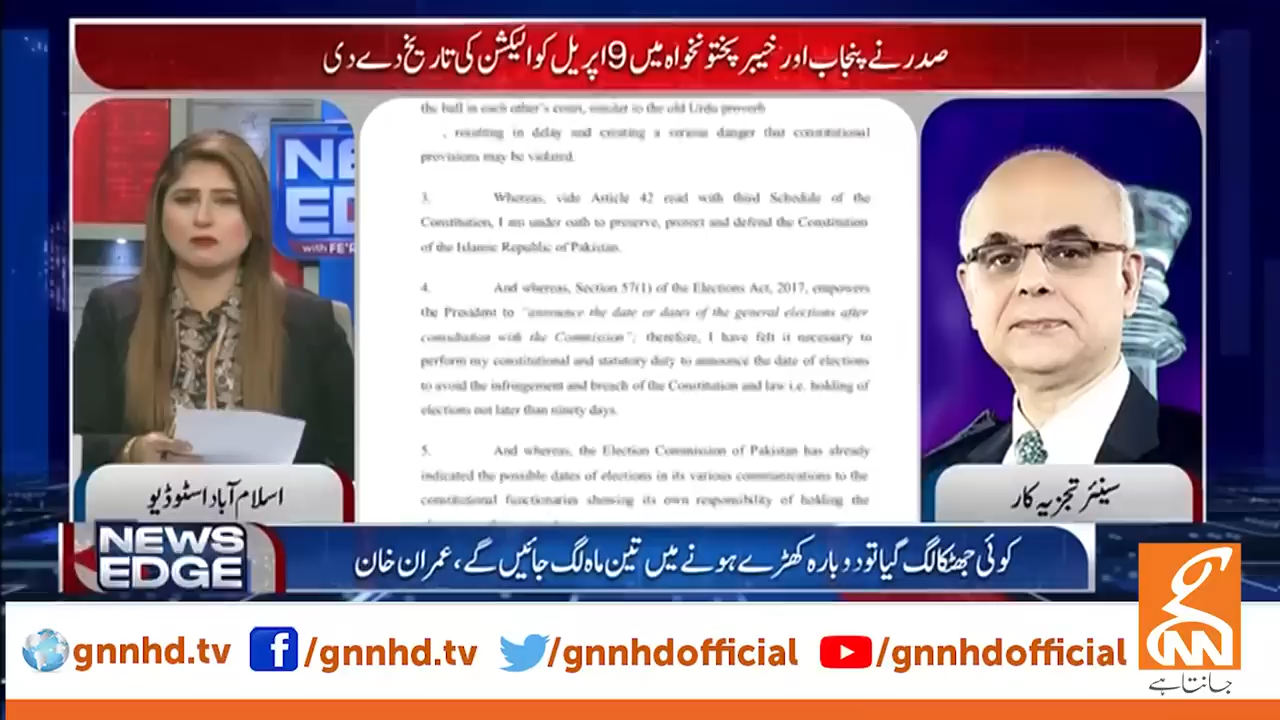 صدر نے پنجاب اور خیبر پختونخواہ میں 9 اپریل کو الیکشن کی تاریخ دے دی
NE
ED
with FE'R
the ball in each other's court, similar to the old Urdu proverb
, resulting in delay and creating a serious danger that constitutional
provisions may be violated.
3. Whereas, vide Article 42 read with third Schedule of the
Constitution, I am under oath to preserve, protect and defend the Constitution
of the Islamic Republic of Pakistan.
4. And whereas, Section 57(1) of the Elections Act, 2017, empowers
the President to "announce the date or dates of the general elections after
consultation with the Commission"; therefore, I have felt it necessary to
perform my constitutional and statutory duty to announce the date of elections
to avoid the infringement and breach of the Constitution and law i.e. holding of
elections not later than ninety days.
5. And whereas, the Election Commission of Pakistan has already
indicated the possible dates of elections in its various communications to the
constitutional functionaries showing its own responsibility of holding the
اسلام آباد اسٹوڈیو
سینئر تجزیہ کار
NEWS
EDGE
کوئی جھٹکا لگ گیا تو دوبارہ کھڑے ہونے میں تین ماہ لگ جائیں گے، عمران خان
gnnhd.tv
/gnnhd.tv
/gnnhdofficial
/gnnhdofficial
GNN
جانتا ہے